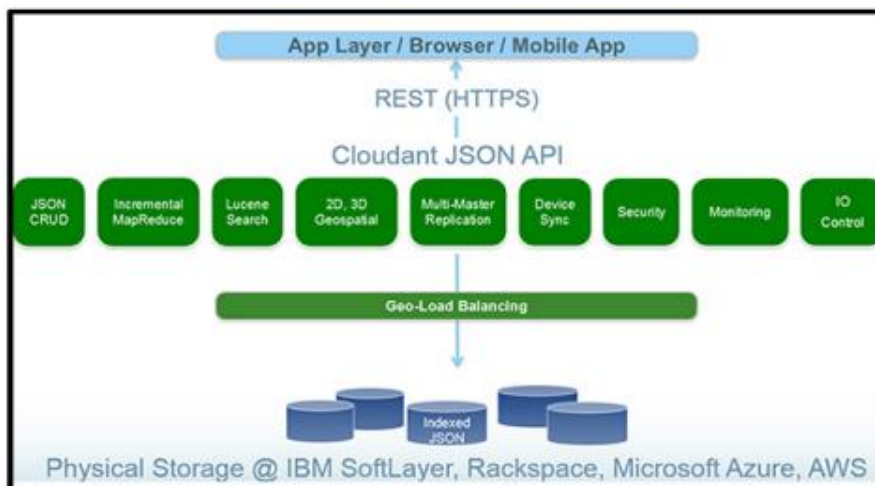 App Layer / Browser / Mobile App
REST (HTTPS)
Cloudant JSON API
JSON
CRUD
Incremental
MapReduce
Lucene
Search
2D, 3D
Geospatial
Multi-Master
Replication
Device
Sync
Security
Monitoring
IO
Control
Geo-Load Balancing
Indexed
JSON
Physical Storage @ IBM SoftLayer, Rackspace, Microsoft Azure, AWS